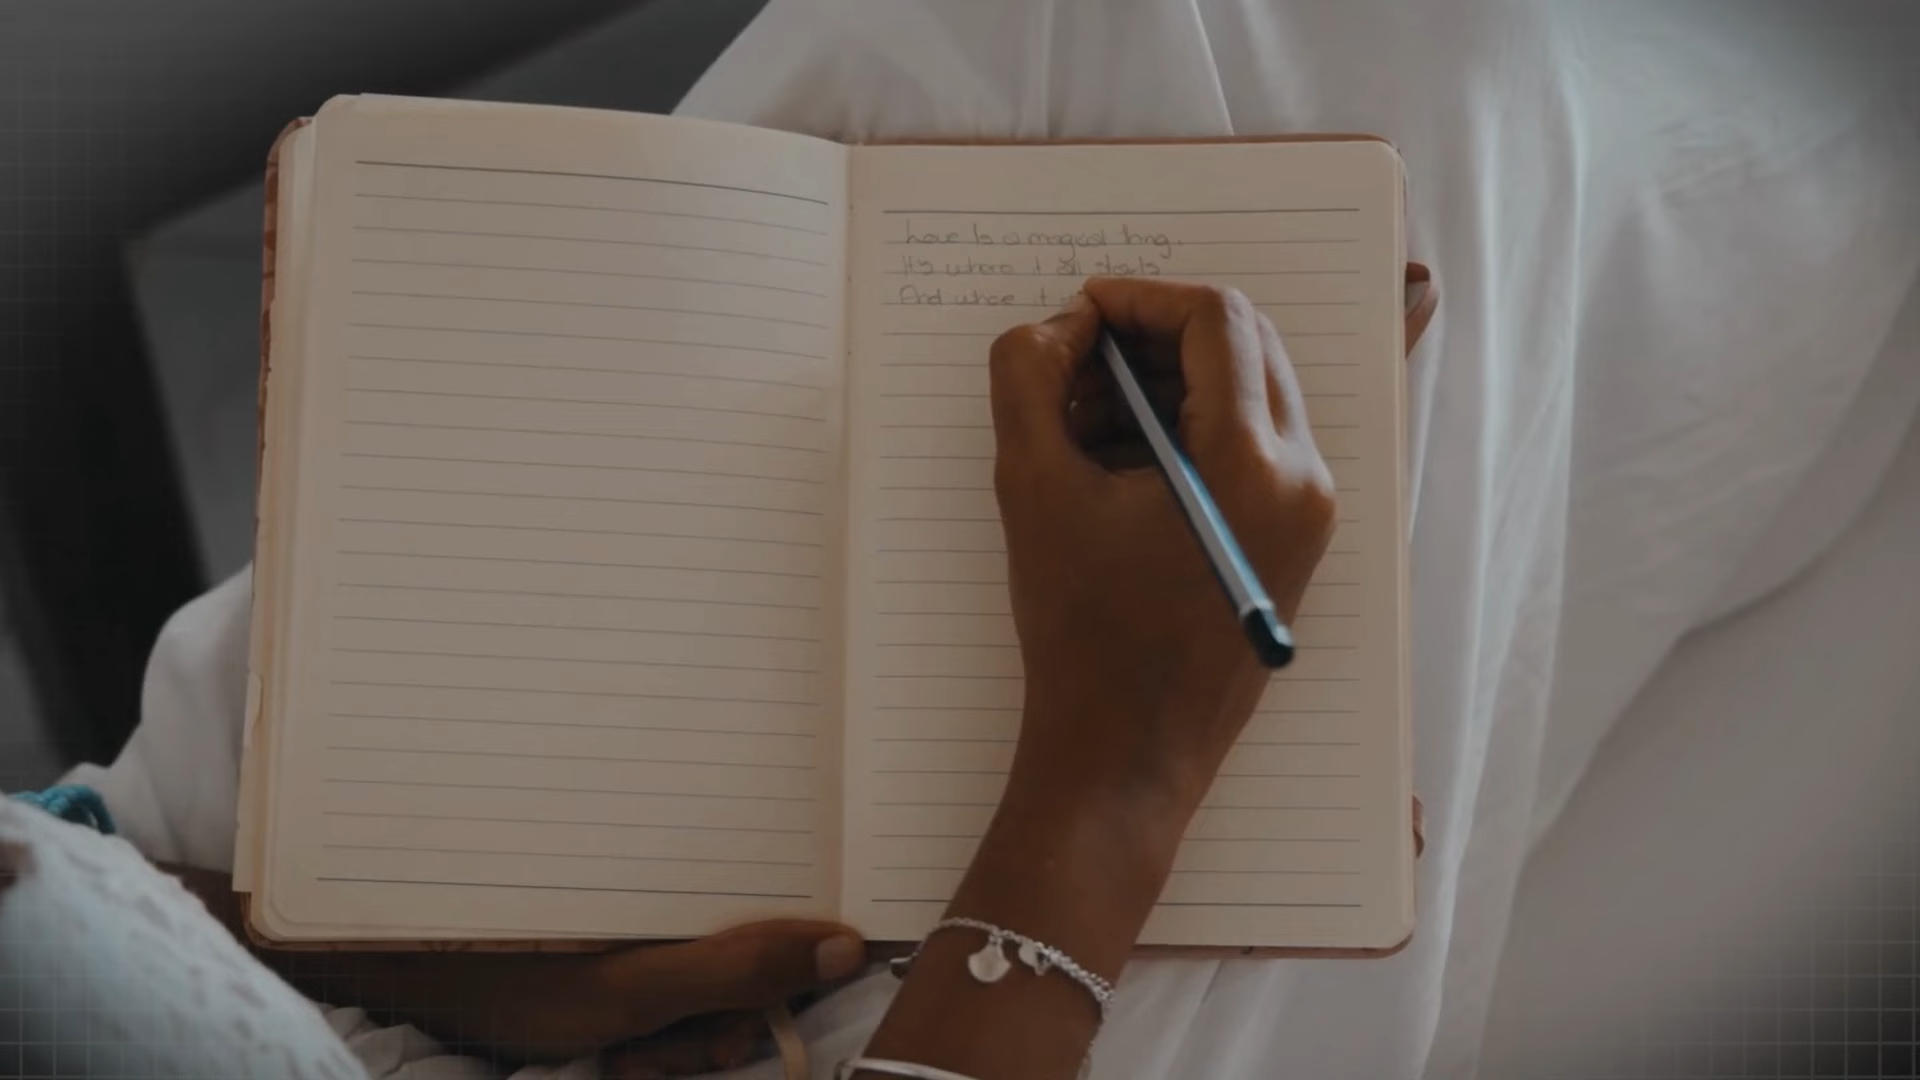 Love Is a magical thing.
It's where it all starts
And where it